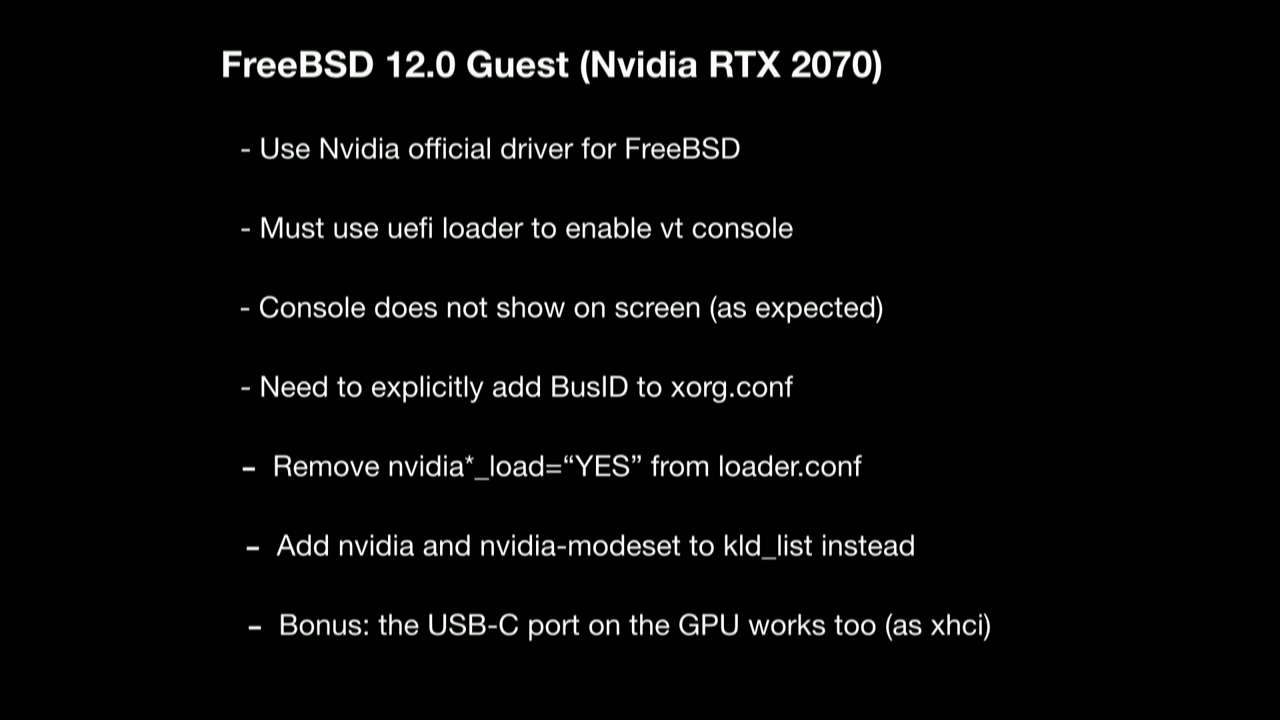 FreeBSD 12.0 Guest (Nvidia RTX 2070)
- Use Nvidia official driver for FreeBSD
- Must use uefi loader to enable vt console
- Console does not show on screen (as expected)
- Need to explicitly add BusID to xorg.conf
- Remove nvidia*_load=“YES” from loader.conf
- Add nvidia and nvidia-modeset to kld_list instead
- Bonus: the USB-C port on the GPU works too (as xhci)